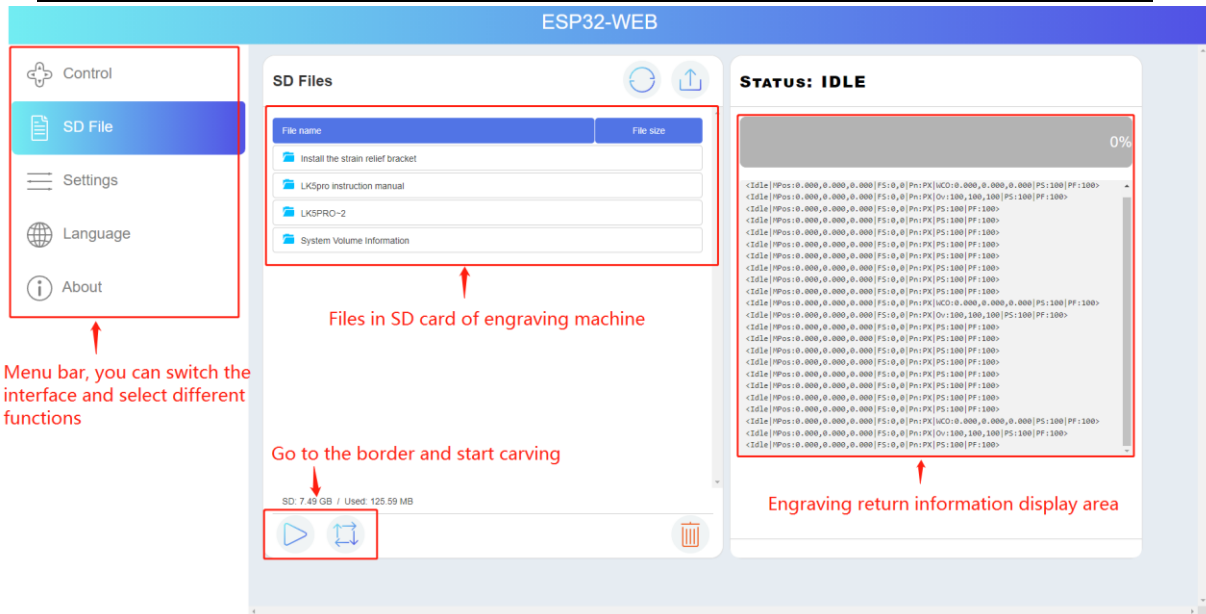 ESP32-WEB
Control
SD File
Settings
Language
About
Menu bar, you can switch the
interface and select different
functions
SD Files
File name File size
Install the strain relief bracket
LK5pro instruction manual
LK5PRO~2
System Volume Information
Files in SD card of engraving machine
Go to the border and start carving
SD: 7.49 GB / Used: 125.59 MB
STATUS: IDLE
0%
<Idle|MPos:0.000,0.000,0.000|FS:0,0|Pn:PX|WCO:0.000,0.000,0.000|PS:100|PF:100>
<Idle|MPos:0.000,0.000,0.000|FS:0,0|Pn:PX|Ov:100,100,100|PS:100|PF:100>
<Idle|MPos:0.000,0.000,0.000|FS:0,0|Pn:PX|PS:100|PF:100>
<Idle|MPos:0.000,0.000,0.000|FS:0,0|Pn:PX|PS:100|PF:100>
<Idle|MPos:0.000,0.000,0.000|FS:0,0|Pn:PX|PS:100|PF:100>
<Idle|MPos:0.000,0.000,0.000|FS:0,0|Pn:PX|PS:100|PF:100>
<Idle|MPos:0.000,0.000,0.000|FS:0,0|Pn:PX|PS:100|PF:100>
<Idle|MPos:0.000,0.000,0.000|FS:0,0|Pn:PX|PS:100|PF:100>
<Idle|MPos:0.000,0.000,0.000|FS:0,0|Pn:PX|PS:100|PF:100>
<Idle|MPos:0.000,0.000,0.000|FS:0,0|Pn:PX|PS:100|PF:100>
<Idle|MPos:0.000,0.000,0.000|FS:0,0|Pn:PX|WCO:0.000,0.000,0.000|PS:100|PF:100>
<Idle|MPos:0.000,0.000,0.000|FS:0,0|Pn:PX|Ov:100,100,100|PS:100|PF:100>
<Idle|MPos:0.000,0.000,0.000|FS:0,0|Pn:PX|PS:100|PF:100>
<Idle|MPos:0.000,0.000,0.000|FS:0,0|Pn:PX|PS:100|PF:100>
<Idle|MPos:0.000,0.000,0.000|FS:0,0|Pn:PX|PS:100|PF:100>
<Idle|MPos:0.000,0.000,0.000|FS:0,0|Pn:PX|PS:100|PF:100>
<Idle|MPos:0.000,0.000,0.000|FS:0,0|Pn:PX|PS:100|PF:100>
<Idle|MPos:0.000,0.000,0.000|FS:0,0|Pn:PX|PS:100|PF:100>
<Idle|MPos:0.000,0.000,0.000|FS:0,0|Pn:PX|PS:100|PF:100>
<Idle|MPos:0.000,0.000,0.000|FS:0,0|Pn:PX|PS:100|PF:100>
<Idle|MPos:0.000,0.000,0.000|FS:0,0|Pn:PX|WCO:0.000,0.000,0.000|PS:100|PF:100>
<Idle|MPos:0.000,0.000,0.000|FS:0,0|Pn:PX|Ov:100,100,100|PS:100|PF:100>
<Idle|MPos:0.000,0.000,0.000|FS:0,0|Pn:PX|PS:100|PF:100>
Engraving return information display area